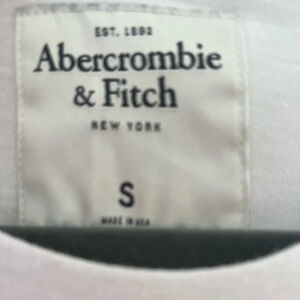 EST. 1892
Abercrombie
& Fitch
NEW YORK
S
MADE IN USA